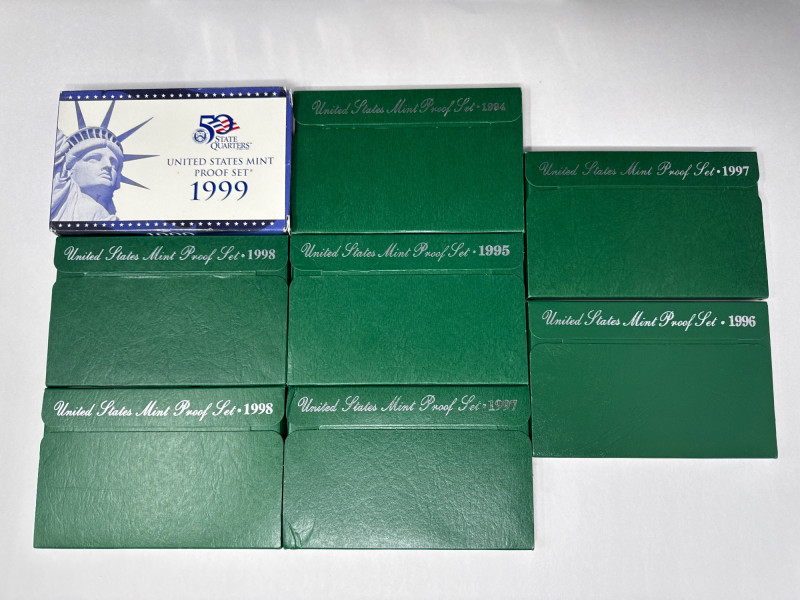 50
STATE
QUARTERS™
UNITED STATES MINT
PROOF SET®
1999
1999
United States Mint Proof Set • 1994
United States Mint Proof Set • 1997
United States Mint Proof Set • 1998
United States Mint Proof Set • 1995
United States Mint Proof Set • 1996
United States Mint Proof Set • 1998
United States Mint Proof Set • 1997